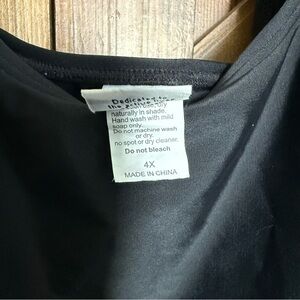 Dedicated to
the
naturally in shade.
Hand wash with mild
soap only.
Do not machine wash
or dry.
no spot or dry cleaner.
Do not bleach
4X
MADE IN CHINA